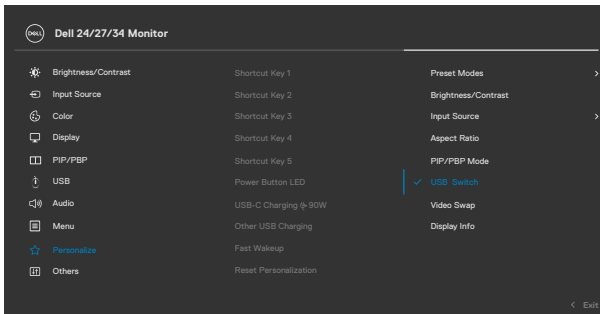 DELL
Dell 24/27/34 Monitor
Brightness/Contrast
Input Source
Color
Display
PIP/PBP
USB
Audio
Menu
Personalize
Others
Shortcut Key 1
Shortcut Key 2
Shortcut Key 3
Shortcut Key 4
Shortcut Key 5
Power Button LED
USB-C Charging 90W
Other USB Charging
Fast Wakeup
Reset Personalization
Preset Modes
Brightness/Contrast
Input Source
Aspect Ratio
PIP/PBP Mode
USB Switch
Video Swap
Display Info
Exit